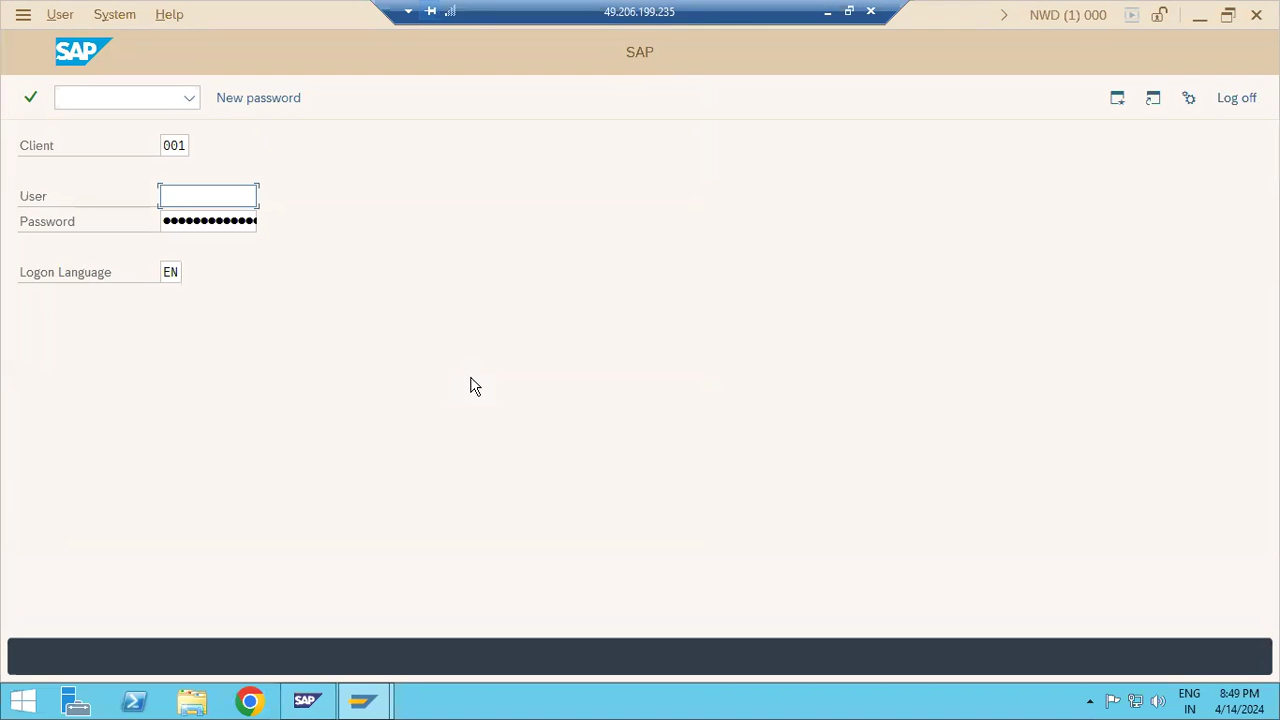 User System Help
49.206.199.235
NWD (1) 000
SAP
SAP
New password
Log off
Client 001
User
Password ●●●●●●●●●●●●
Logon Language EN
SAP
ENG 8:49 PM
IN 4/14/2024